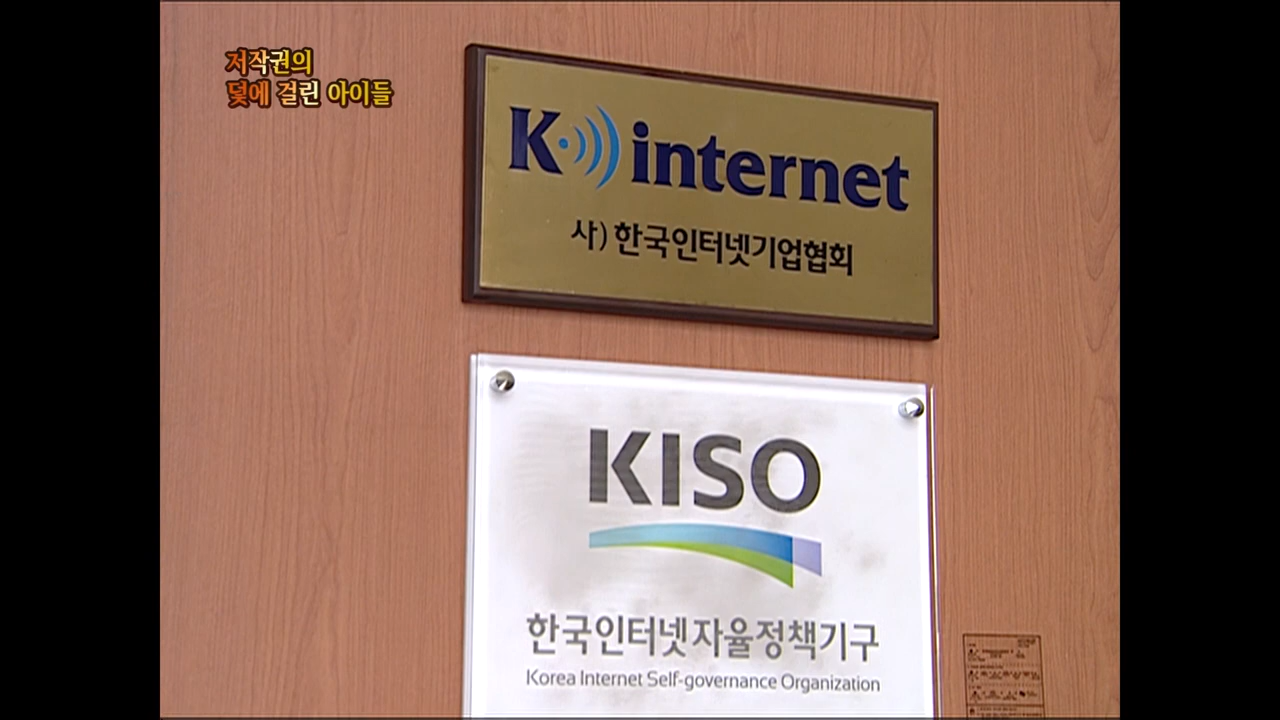 저작권의
덫에 걸린 아이들
K internet
사) 한국인터넷기업협회
KISO
한국인터넷자율정책기구
Korea Internet Self-governance Organization